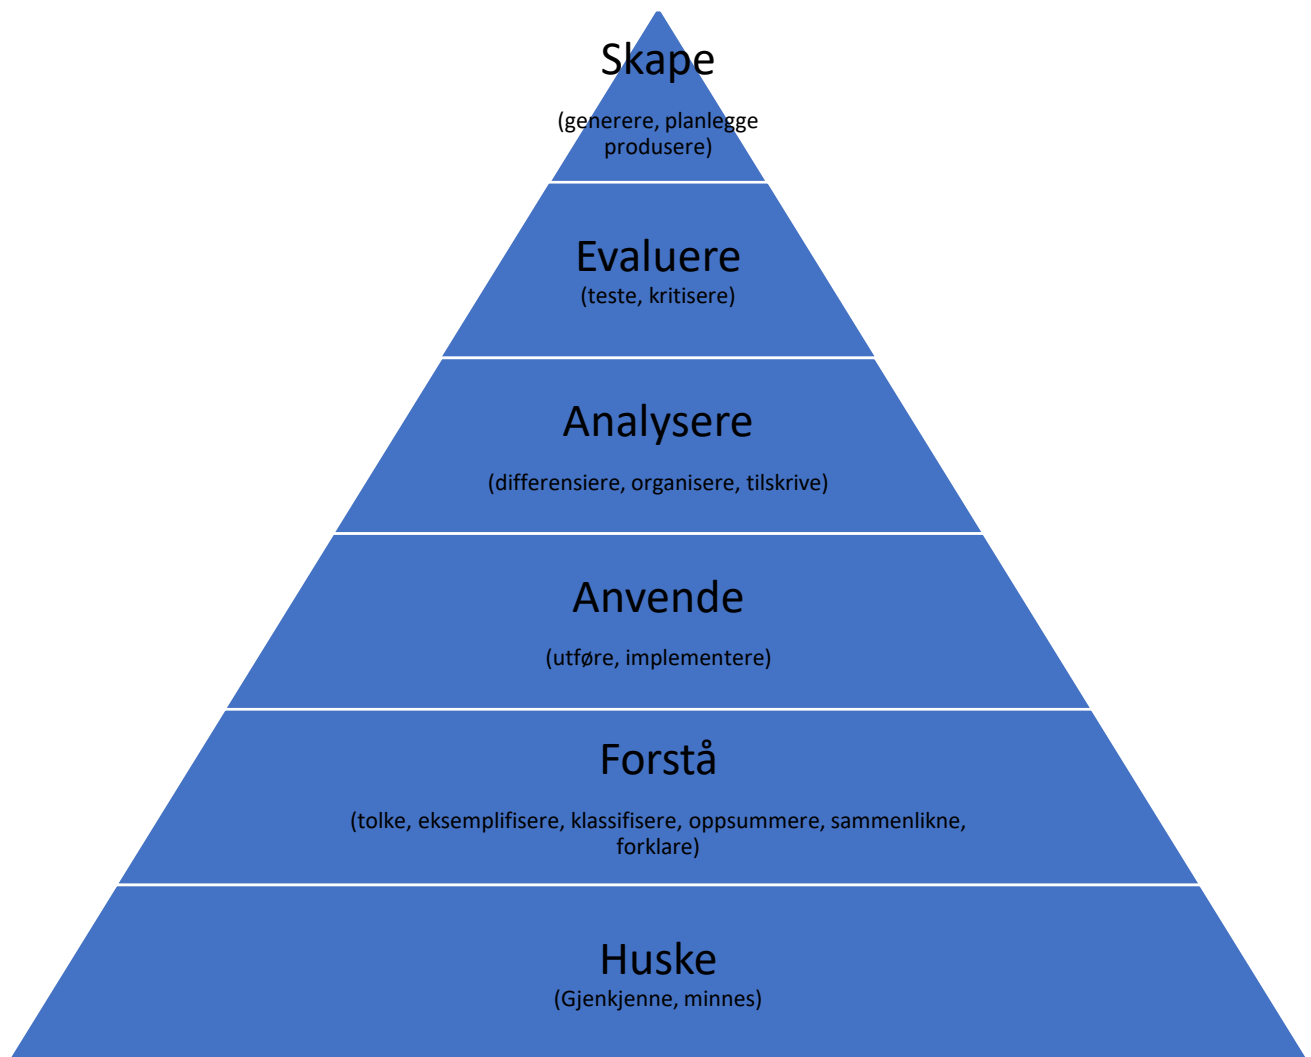 Skape
(generere, planlegge
produsere)
Evaluere
(teste, kritisere)
Analysere
(differensiere, organisere, tilskrive)
Anvende
(utføre, implementere)
Forstå
(tolke, eksemplifisere, klassifisere, oppsummere, sammenlikne,
forklare)
Huske
(Gjenkjenne, minnes)